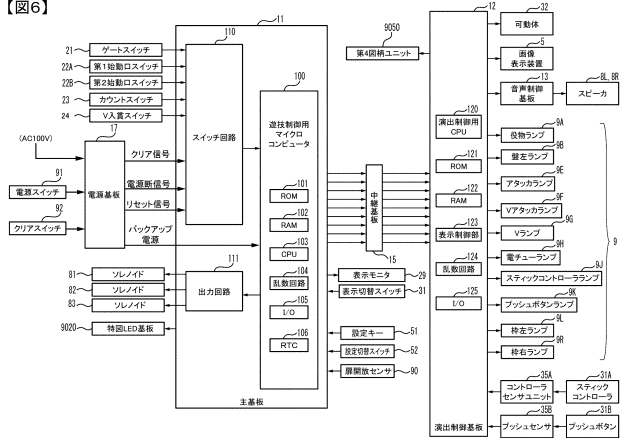 【図6】
11
110
スイッチ回路
100
遊技制御用
マイクロ
コンピュータ
101
ROM
102
RAM
103
CPU
104
乱数回路
105
I/O
106
RTC
111
出力回路
主基板
21
ゲートスイッチ
22A
第1始動口スイッチ
22B
第2始動口スイッチ
23
カウントスイッチ
24
V入賞スイッチ
17
(AC100V)
電源基板
91
電源スイッチ
92
クリアスイッチ
クリア信号
電源断信号
リセット信号
バックアップ
電源
81
ソレノイド
82
ソレノイド
83
ソレノイド
9020
特図LED基板
中継基板
15
表示モニタ
29
表示切替スイッチ
31
設定キー
51
設定切替スイッチ
52
扉開放センサ
90
9050
第4図柄ユニット
12
120
演出制御用
CPU
121
ROM
122
RAM
123
表示制御部
124
乱数回路
125
I/O
演出制御基板
32
可動体
5
画像
表示装置
13
音声制御
基板
8L, 8R
スピーカ
9A
役物ランプ
9B
盤左ランプ
9E
アタッカランプ
9F
Vアタッカランプ
9G
Vランプ
9H
電チューランプ
9J
スティックコントローラランプ
9K
プッシュボタンランプ
9L
枠左ランプ
9R
枠右ランプ
9
35A
コントローラ
センサユニット
31A
スティック
コントローラ
35B
プッシュセンサ
31B
プッシュボタン